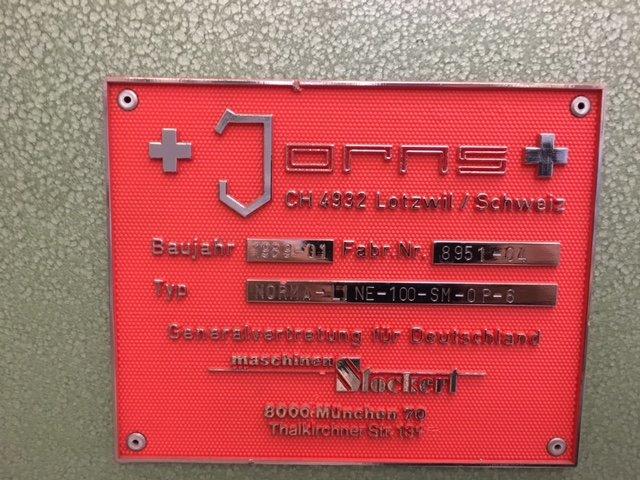 Jorns
CH 4932 Lotzwil / Schweiz
Baujahr 1989-01 Fabr. Nr. 8951-04
Typ NORMA-LINE-100-SM-OP-6
Generalvertretung für Deutschland
maschinen Stockert
8000 München 70
Thalkirchner Str.